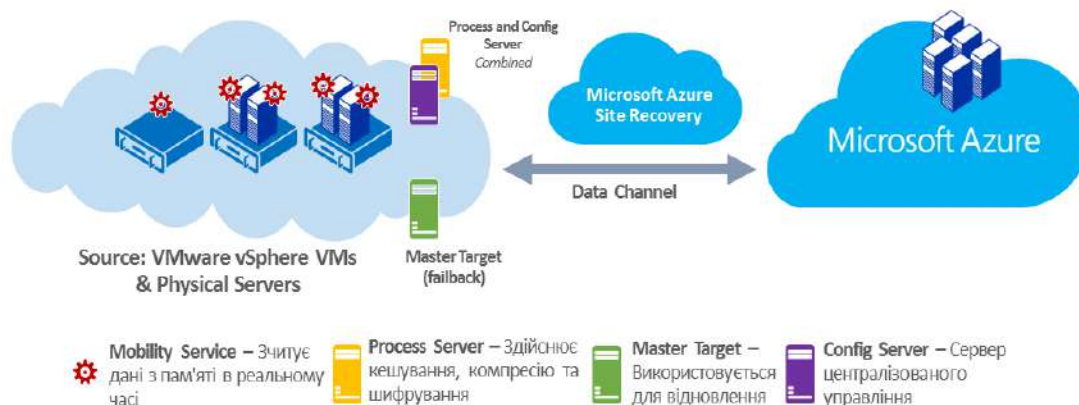 Process and Config
Server
Combined
Microsoft Azure
Site Recovery
Microsoft Azure
Data Channel
Source: VMware vSphere VMs
& Physical Servers
Master Target
(failback)
Mobility Service – Зчитує
дані з пам'яті в реальному
часі
Process Server – Здійснює
кешування, компресію та
шифрування
Master Target –
Використовується
для відновлення
Config Server – Сервер
централізованого
управління